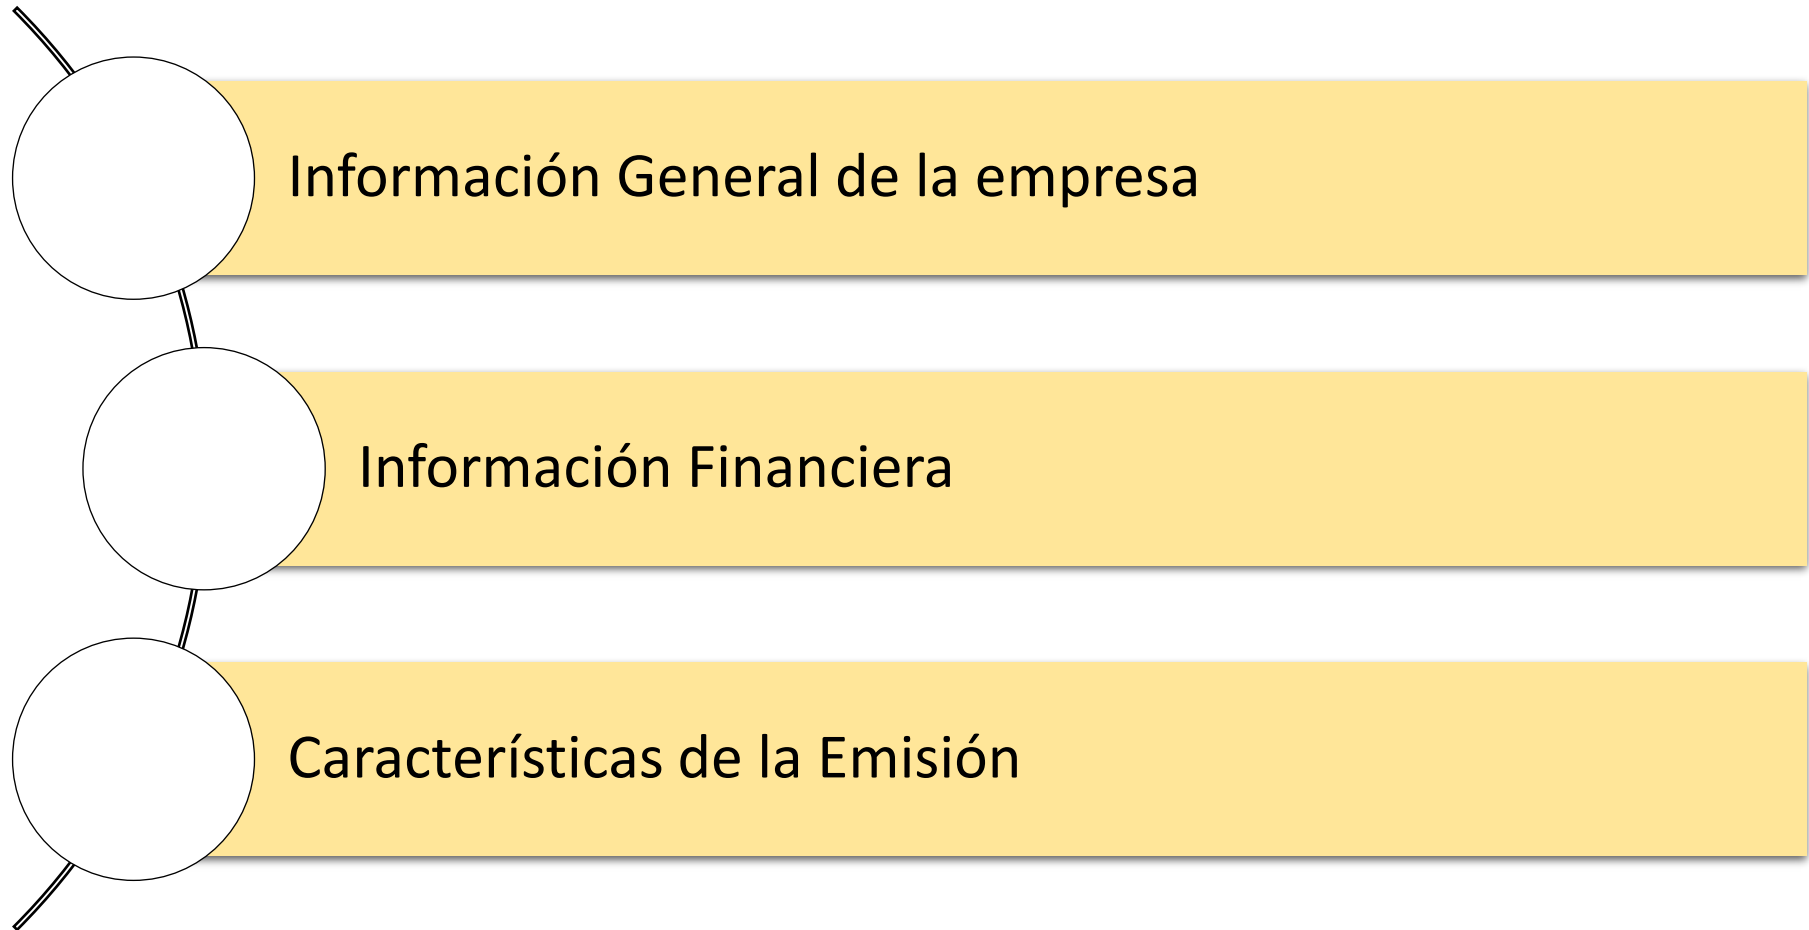 Información General de la empresa
Información Financiera
Características de la Emisión